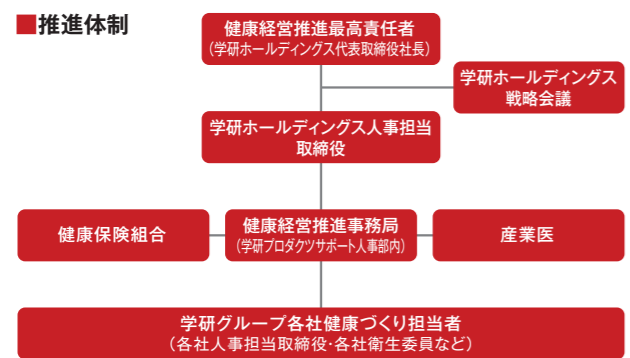 ■推進体制
健康経営推進最高責任者
(学研ホールディングス代表取締役社長)
学研ホールディングス
戦略会議
学研ホールディングス人事担当
取締役
健康保険組合
健康経営推進事務局
(学研プロダクツサポート人事部内)
産業医
学研グループ各社健康づくり担当者
(各社人事担当取締役・各社衛生委員など)